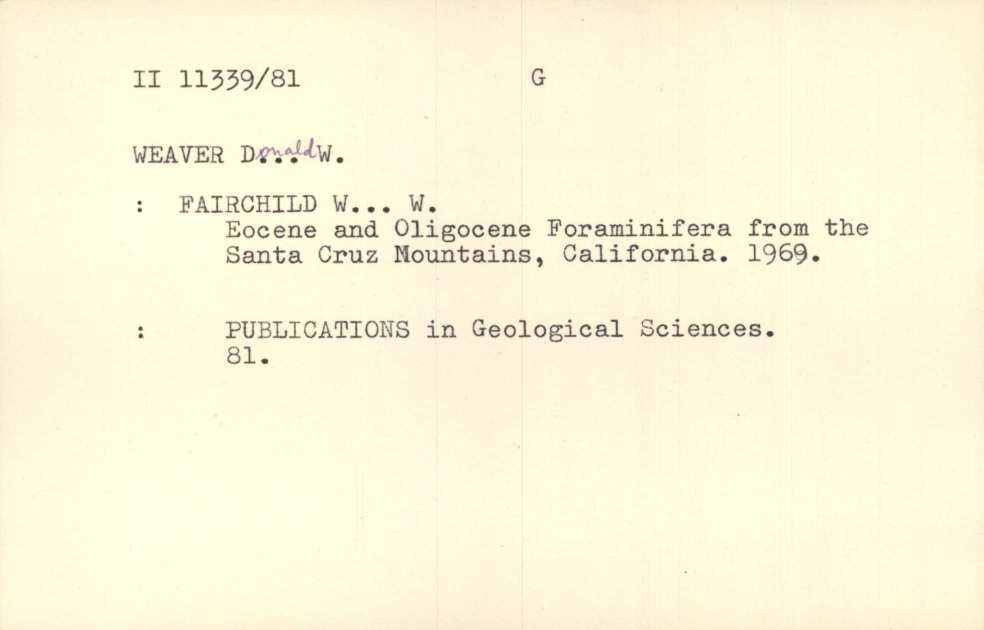 II 11339/81 G
WEAVER Donald W.
: FAIRCHILD W... W.
Eocene and Oligocene Foraminifera from the
Santa Cruz Mountains, California. 1969.
: PUBLICATIONS in Geological Sciences.
81.